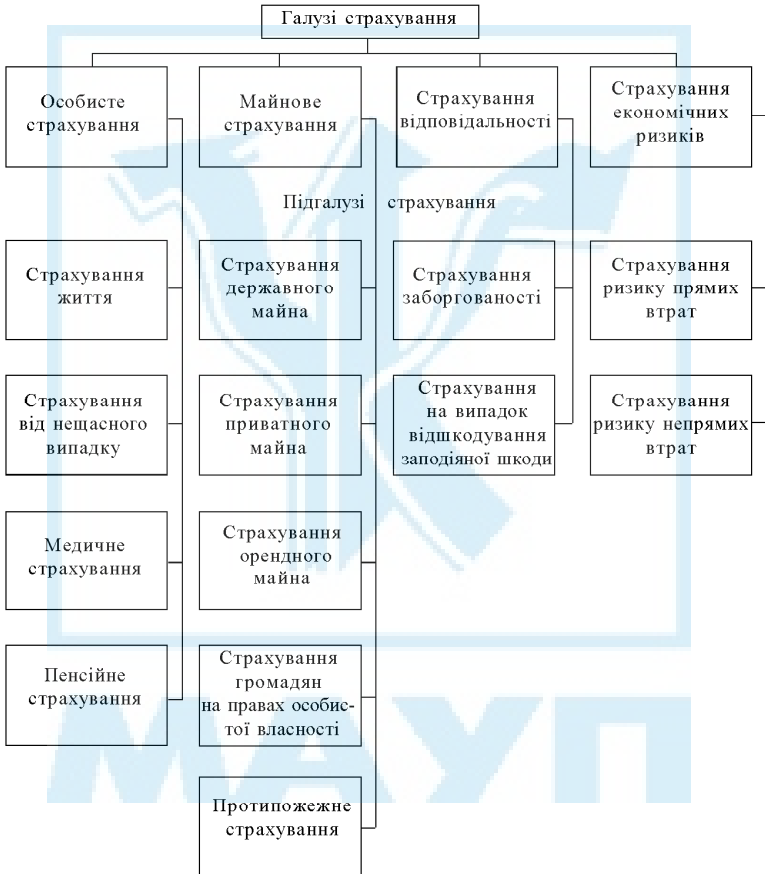 Галузі страхування
Особисте
страхування
Майнове
страхування
Страхування
відповідальності
Страхування
економічних
ризиків
Підгалузі страхування
Страхування
життя
Страхування
державного
майна
Страхування
заборгованості
Страхування
ризику прямих
втрат
Страхування
від нещасного
випадку
Страхування
приватного
майна
Страхування
на випадок
відшкодування
заподіяної шкоди
Страхування
ризику непрямих
втрат
Медичне
страхування
Страхування
орендного
майна
Пенсійне
страхування
Страхування
громадян
на правах особис-
тої власності
Протипожежне
страхування
МАУП